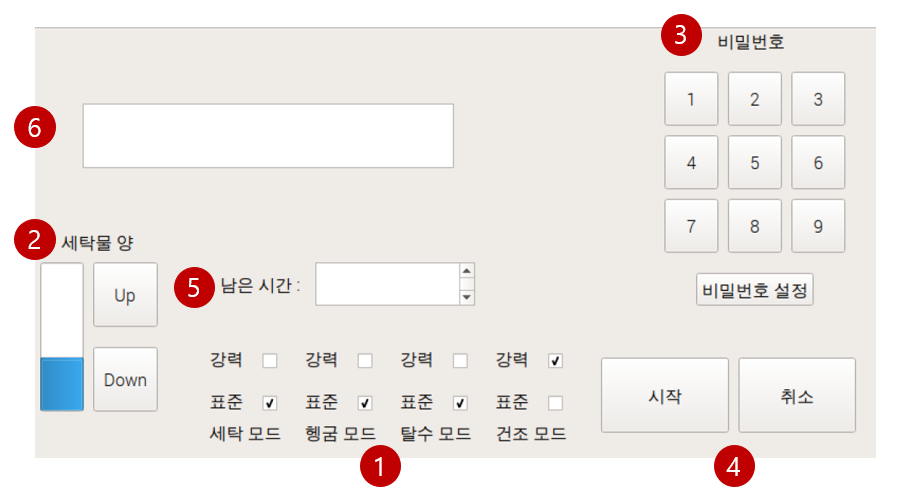 3 비밀번호
1 2 3
6
4 5 6
7 8 9
2 세탁물 양
Up
5 남은 시간 :
비밀번호 설정
Down
강력 강력 강력 강력
표준 표준 표준 표준
세탁 모드 헹굼 모드 탈수 모드 건조 모드
시작 취소
1
4